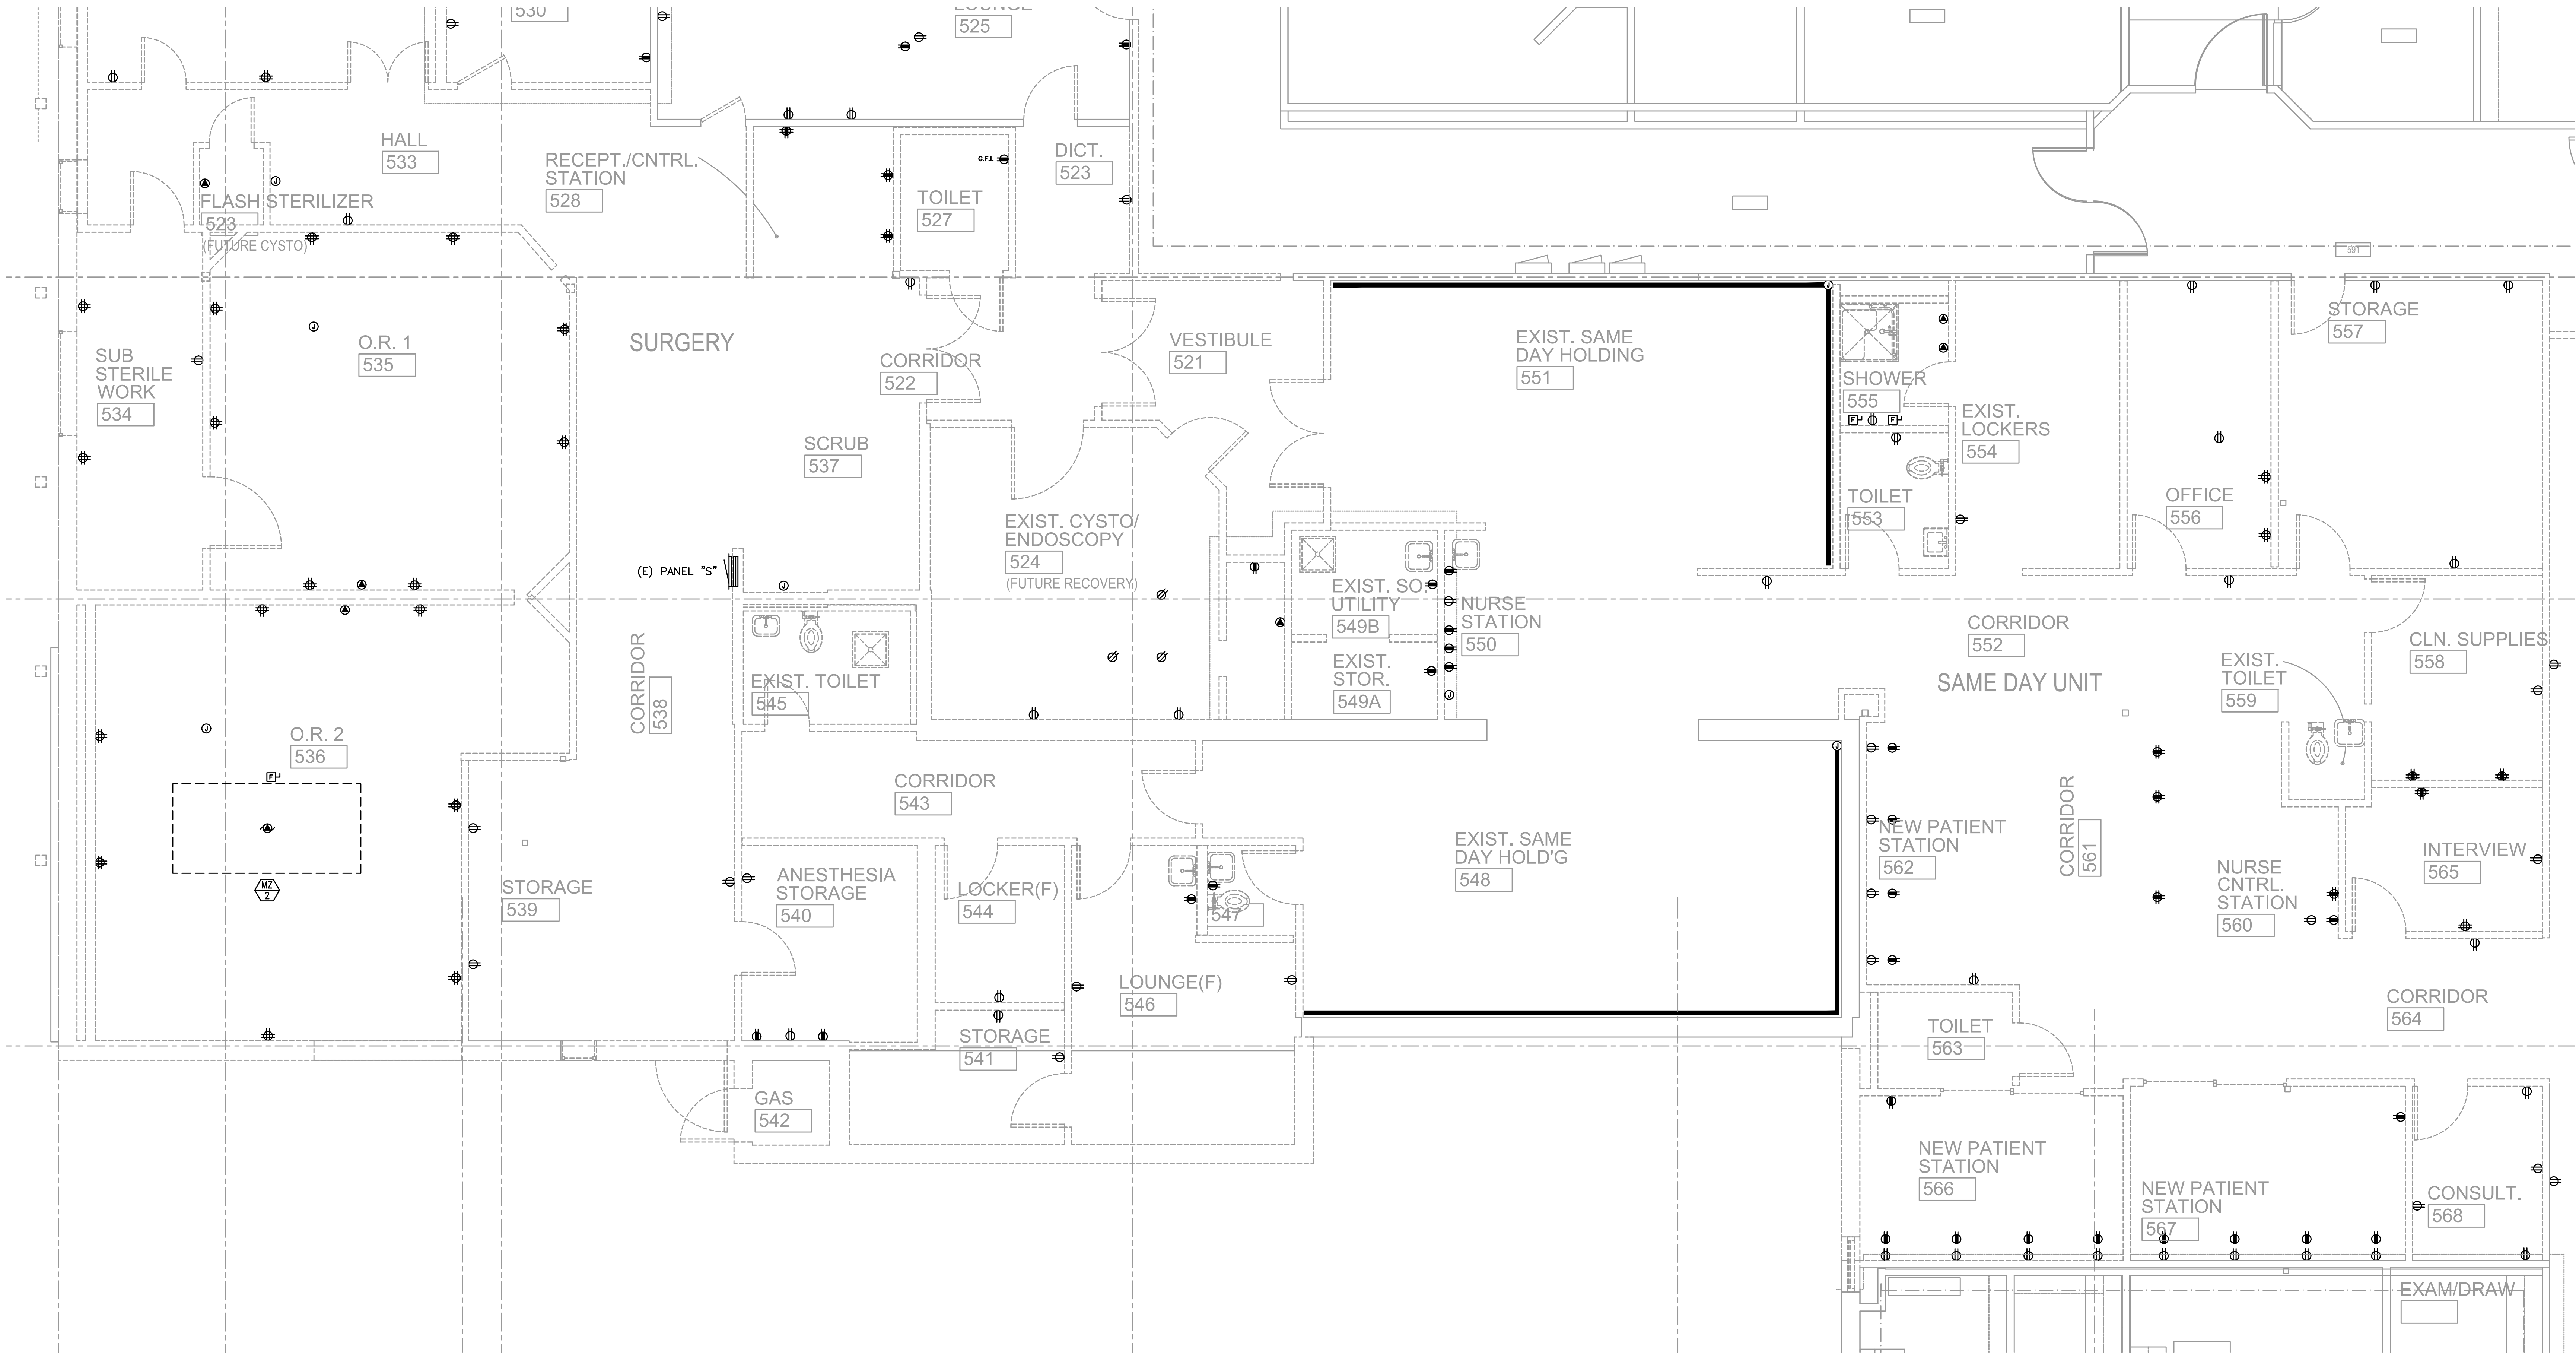 530
LOUNGE
525
HALL
533
RECEPT./CNTRL.
STATION
528
G.F.I.
DICT.
523
TOILET
527
FLASH STERILIZER
523
(FUTURE CYSTO)
591
SUB
STERILE
WORK
534
O.R. 1
535
SURGERY
CORRIDOR
522
VESTIBULE
521
EXIST. SAME
DAY HOLDING
551
SHOWER
555
F
F
EXIST.
LOCKERS
554
STORAGE
557
SCRUB
537
EXIST. CYSTO/
ENDOSCOPY
524
(FUTURE RECOVERY)
TOILET
553
OFFICE
556
(E) PANEL "S"
EXIST. SO.
UTILITY
549B
NURSE
STATION
550
EXIST.
STOR.
549A
CORRIDOR
552
SAME DAY UNIT
EXIST.
TOILET
559
CLN. SUPPLIES
558
CORRIDOR
538
EXIST. TOILET
545
O.R. 2
536
F
MZ
2
CORRIDOR
543
EXIST. SAME
DAY HOLD'G
548
NEW PATIENT
STATION
562
CORRIDOR
561
NURSE
CNTRL.
STATION
560
INTERVIEW
565
STORAGE
539
ANESTHESIA
STORAGE
540
LOCKER(F)
544
547
LOUNGE(F)
546
STORAGE
541
GAS
542
TOILET
563
CORRIDOR
564
NEW PATIENT
STATION
566
NEW PATIENT
STATION
567
CONSULT.
568
EXAM/DRAW
J
J
J
J
J
J
J